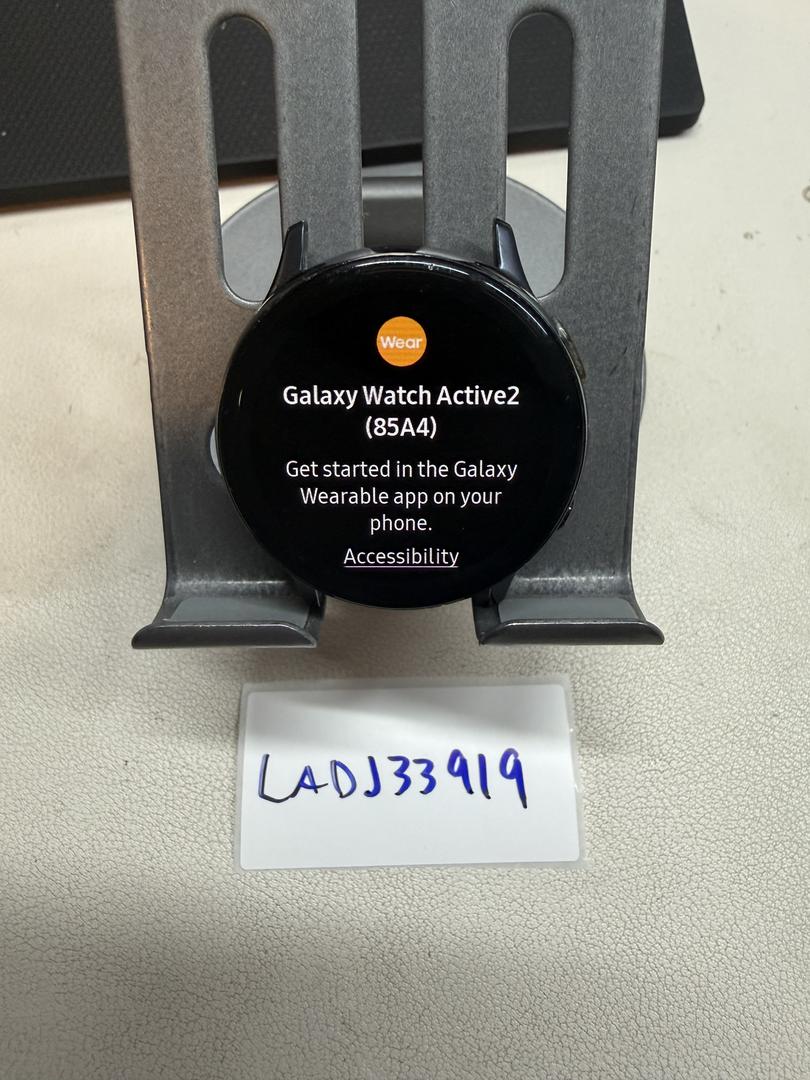 Wear
Galaxy Watch Active2
(85A4)
Get started in the Galaxy
Wearable app on your
phone.
Accessibility
LADJ33919